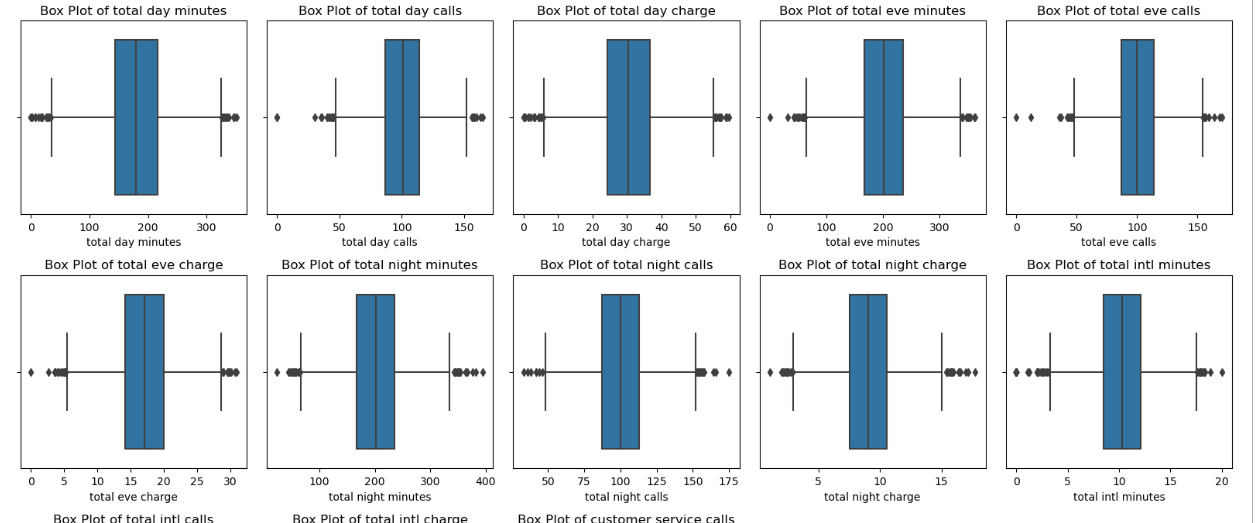 Box Plot of total day minutes
Box Plot of total day calls
Box Plot of total day charge
Box Plot of total eve minutes
Box Plot of total eve calls
0 100 200 300
0 50 100 150
0 10 20 30 40 50 60
0 100 200 300
0 50 100 150
total day minutes
total day calls
total day charge
total eve minutes
total eve calls
Box Plot of total eve charge
Box Plot of total night minutes
Box Plot of total night calls
Box Plot of total night charge
Box Plot of total intl minutes
0 5 10 15 20 25 30
100 200 300 400
50 75 100 125 150 175
5 10 15
0 5 10 15 20
total eve charge
total night minutes
total night calls
total night charge
total intl minutes
Box Plot of total intl calls
Box Plot of total intl charge
Box Plot of customer service calls